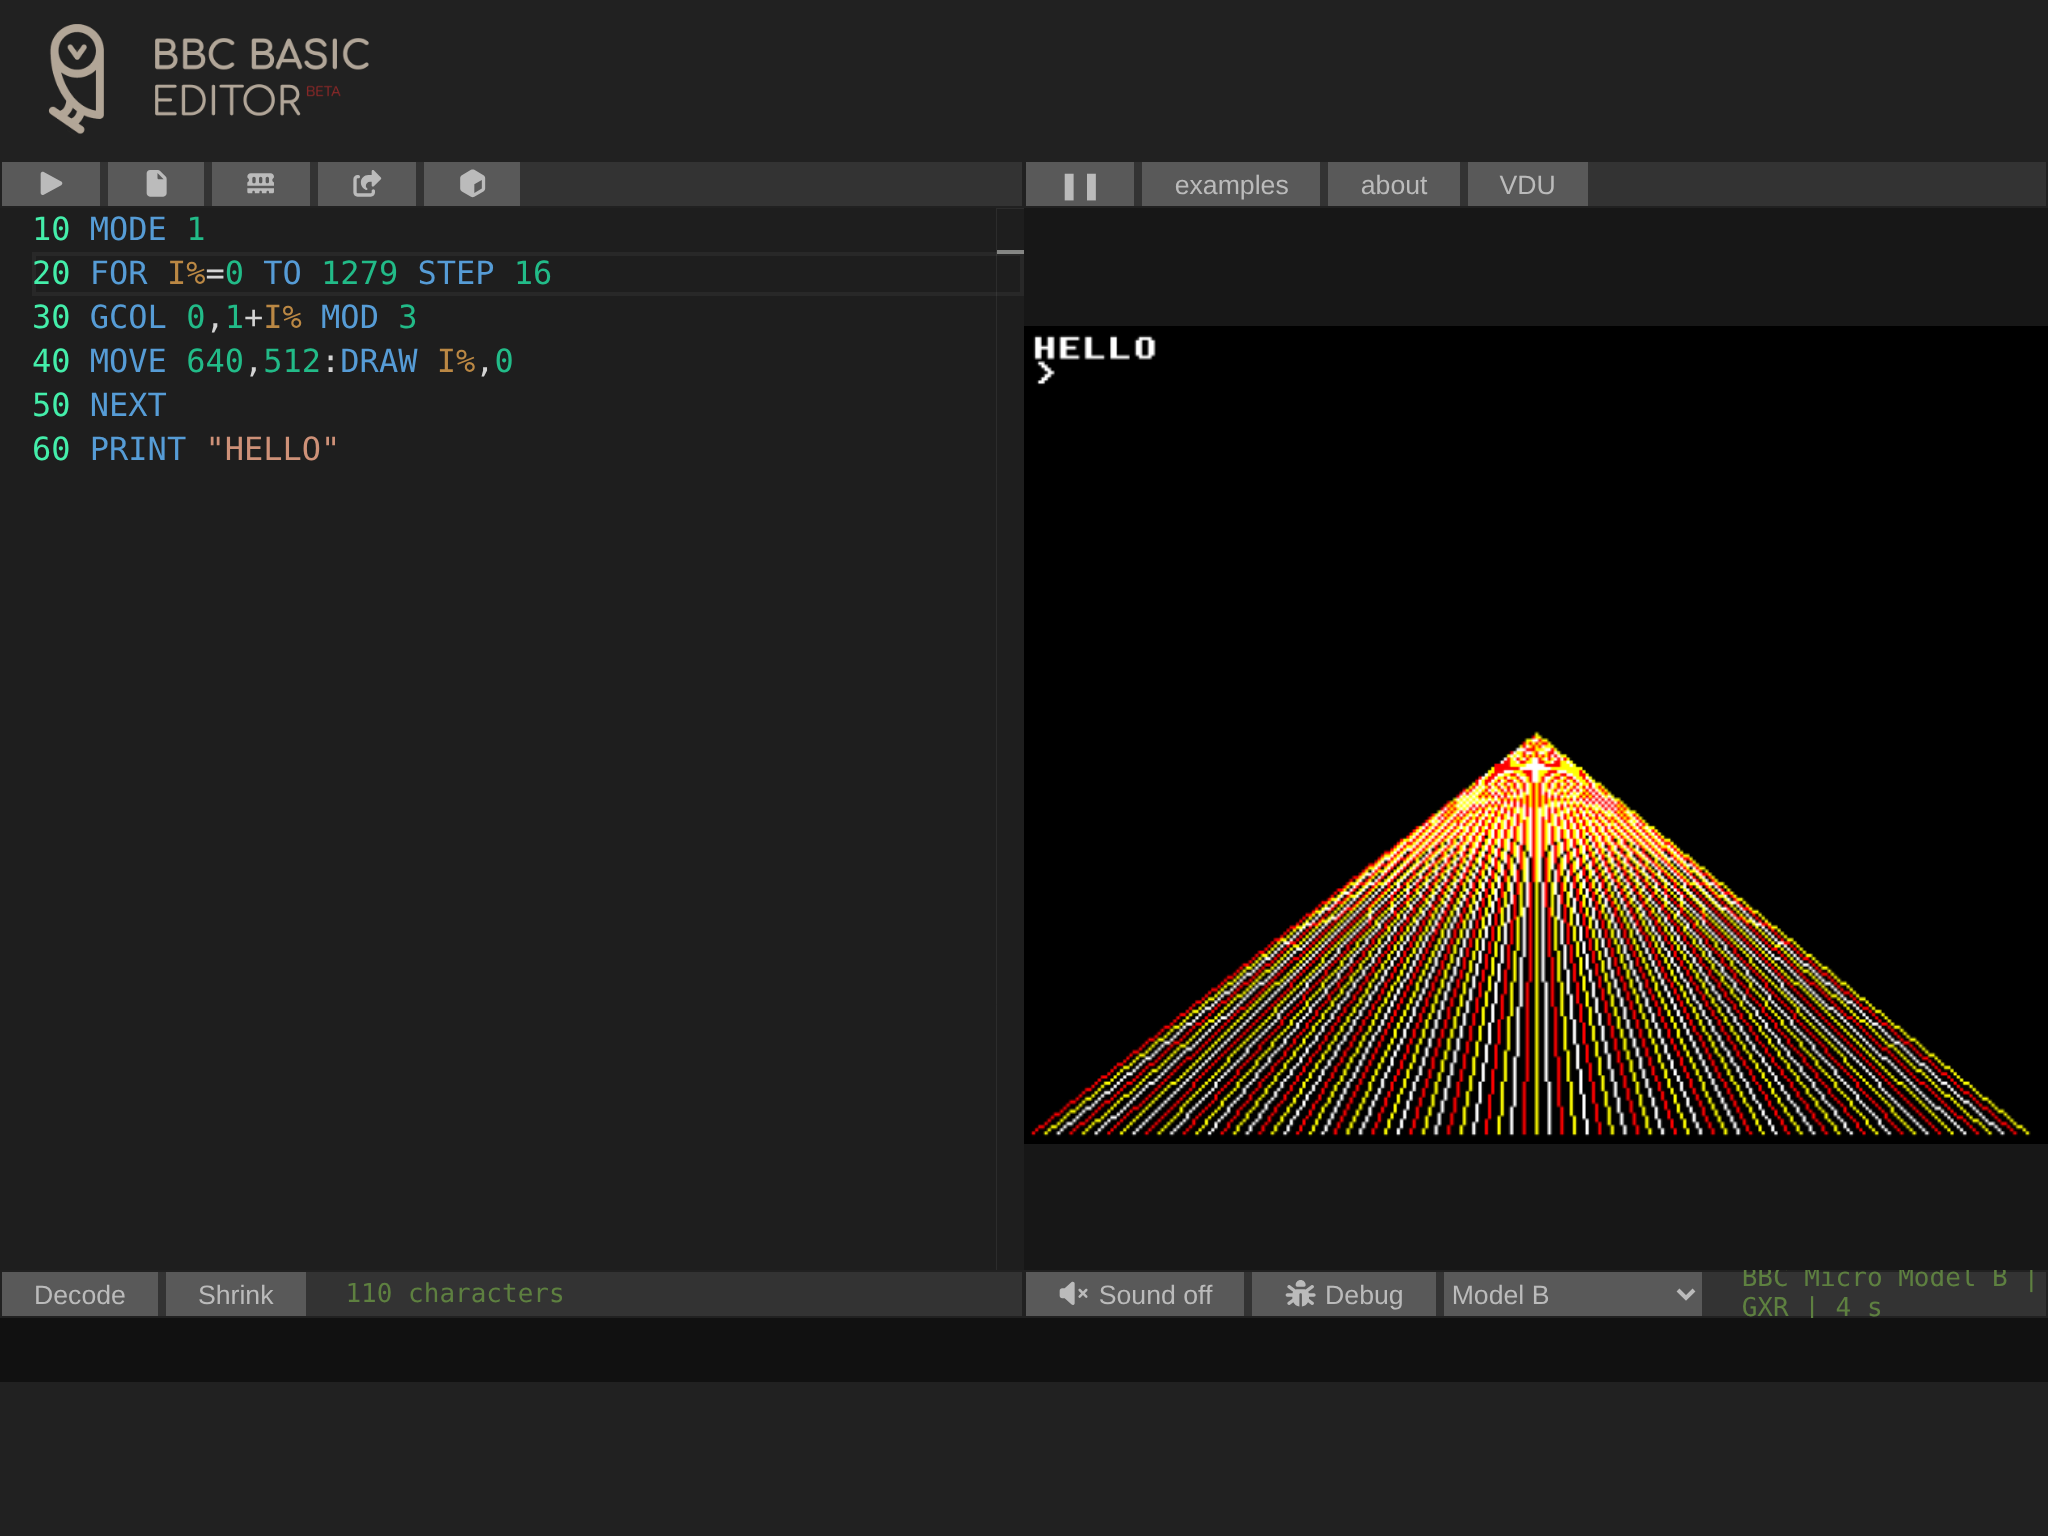 BBC BASIC
EDITOR BETA
examples about VDU
10 MODE 1
20 FOR I%=0 TO 1279 STEP 16
30 GCOL 0,1+I% MOD 3
40 MOVE 640,512:DRAW I%,0
50 NEXT
60 PRINT "HELLO"
HELLO
>
Decode Shrink 110 characters
Sound off Debug Model B
BBC Micro Model B |
GXR | 4 s